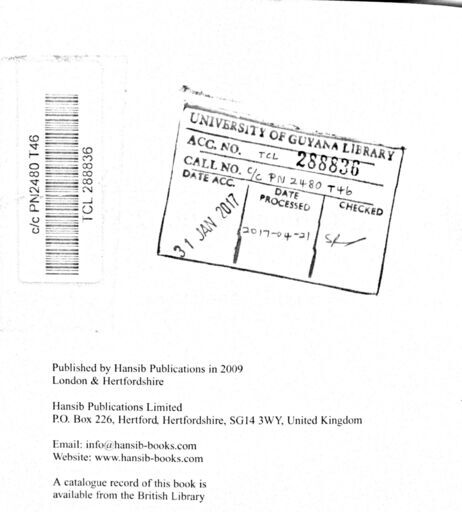 c/c PN2480 T46
TCL 288836
UNIVERSITY OF GUYANA LIBRARY
ACC. NO. TCL 288836
CALL NO. c/c PN 2480 T46
DATE ACC.
DATE PROCESSED
CHECKED
31 JAN 2017
2017-04-21
Published by Hansib Publications in 2009
London & Hertfordshire
Hansib Publications Limited
P.O. Box 226, Hertford, Hertfordshire, SG14 3WY, United Kingdom
Email: info@hansib-books.com
Website: www.hansib-books.com
A catalogue record of this book is
available from the British Library